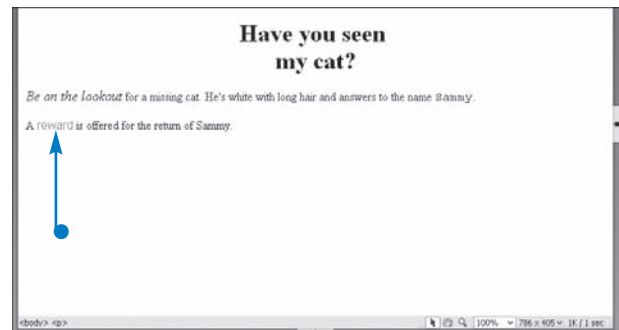 Have you seen
my cat?
Be on the lookout for a missing cat. He's white with long hair and answers to the name Sammy.
A reward is offered for the return of Sammy.
<body> <p> 100% 786 x 405 1K / 1 sec